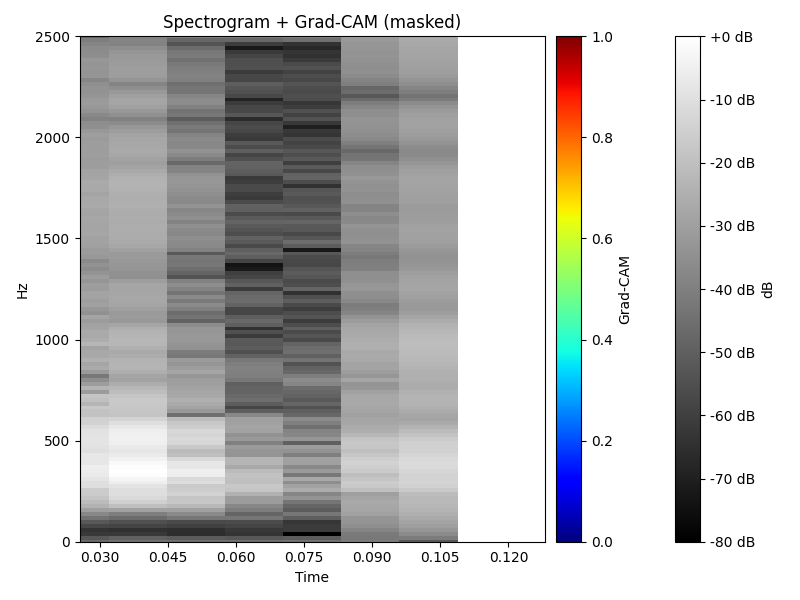 Spectrogram + Grad-CAM (masked)
2500
2000
1500
1000
500
0
Hz
0.030 0.045 0.060 0.075 0.090 0.105 0.120
Time
1.0
0.8
0.6
0.4
0.2
0.0
Grad-CAM
+0 dB
-10 dB
-20 dB
-30 dB
-40 dB
-50 dB
-60 dB
-70 dB
-80 dB
dB